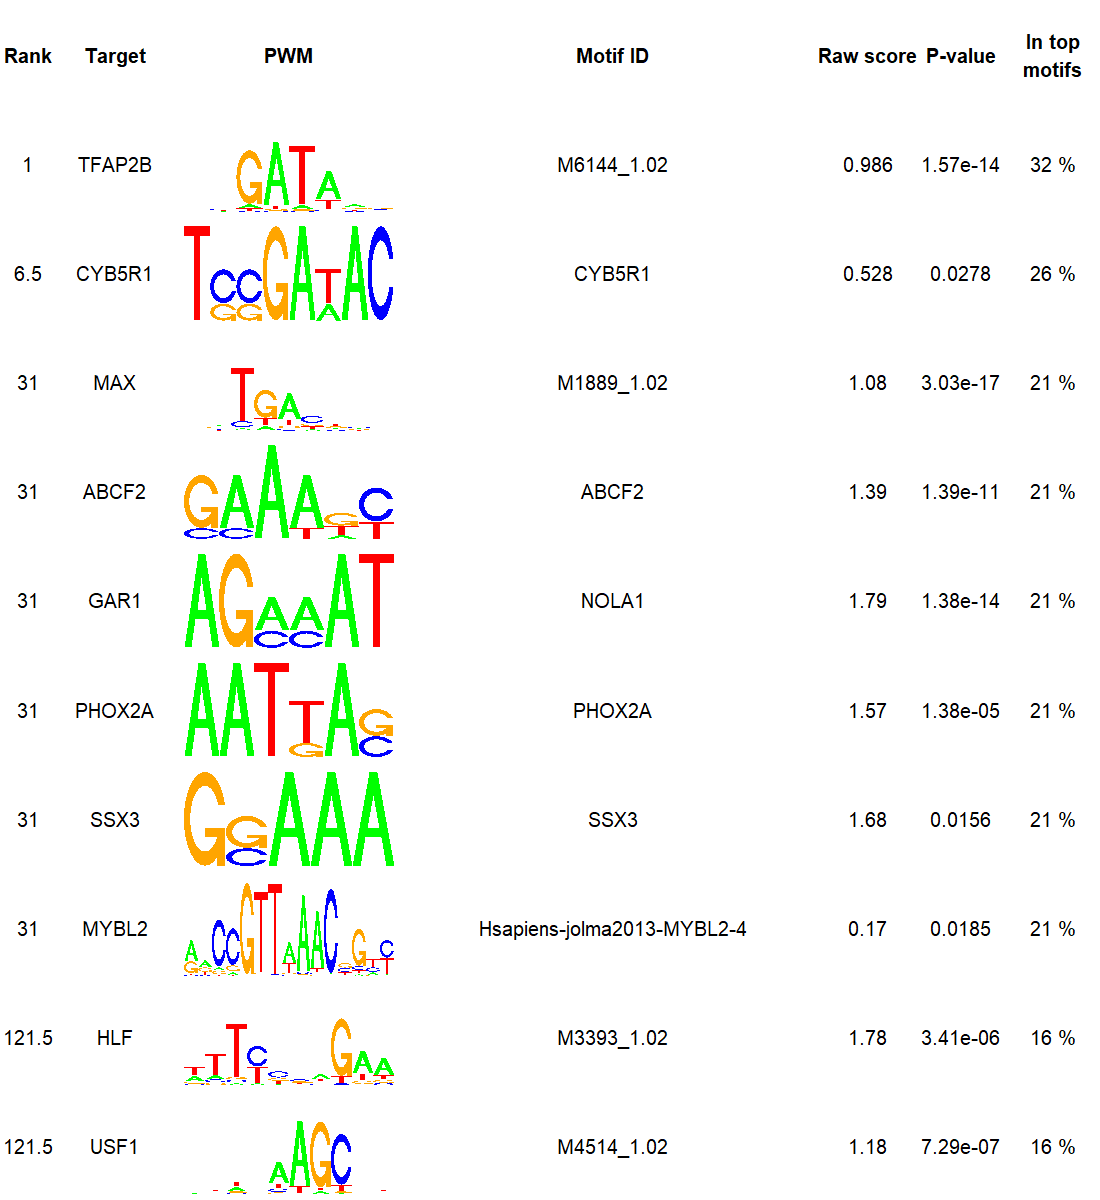 Rank Target PWM Motif ID Raw score P-value In top motifs
1 TFAP2B M6144_1.02 0.986 1.57e-14 32 %
6.5 CYB5R1 CYB5R1 0.528 0.0278 26 %
31 MAX M1889_1.02 1.08 3.03e-17 21 %
31 ABCF2 ABCF2 1.39 1.39e-11 21 %
31 GAR1 NOLA1 1.79 1.38e-14 21 %
31 PHOX2A PHOX2A 1.57 1.38e-05 21 %
31 SSX3 SSX3 1.68 0.0156 21 %
31 MYBL2 Hsapiens-jolma2013-MYBL2-4 0.17 0.0185 21 %
121.5 HLF M3393_1.02 1.78 3.41e-06 16 %
121.5 USF1 M4514_1.02 1.18 7.29e-07 16 %